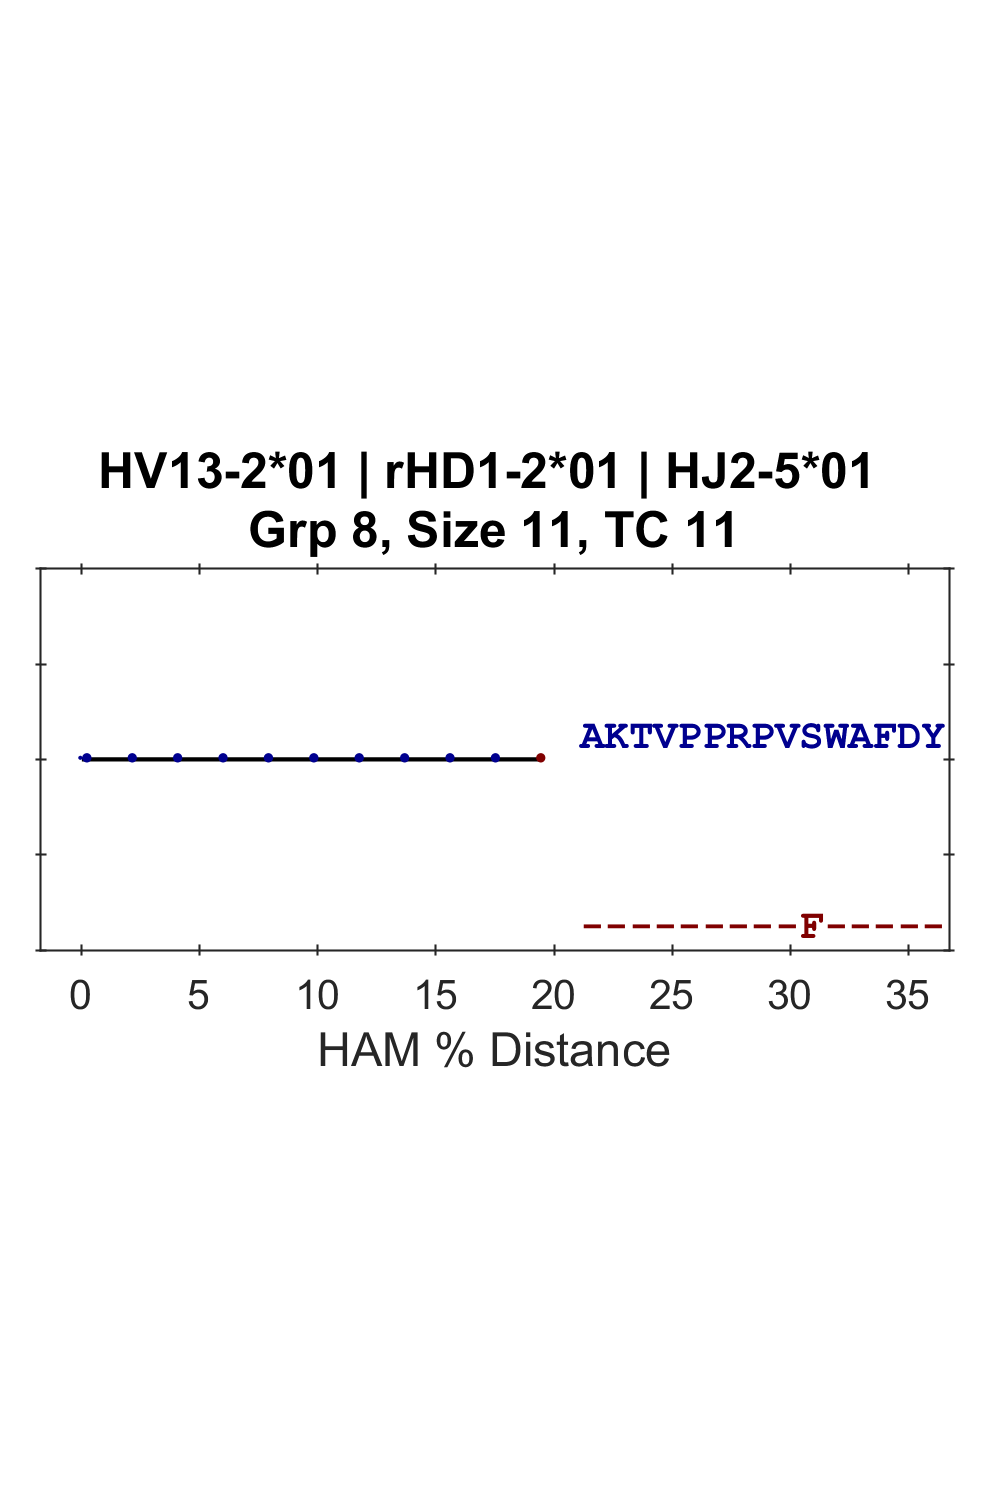 HV13-2*01 | rHD1-2*01 | HJ2-5*01
Grp 8, Size 11, TC 11
AKTVPPRPVSWAFDY
---------F-----
0 5 10 15 20 25 30 35
HAM % Distance